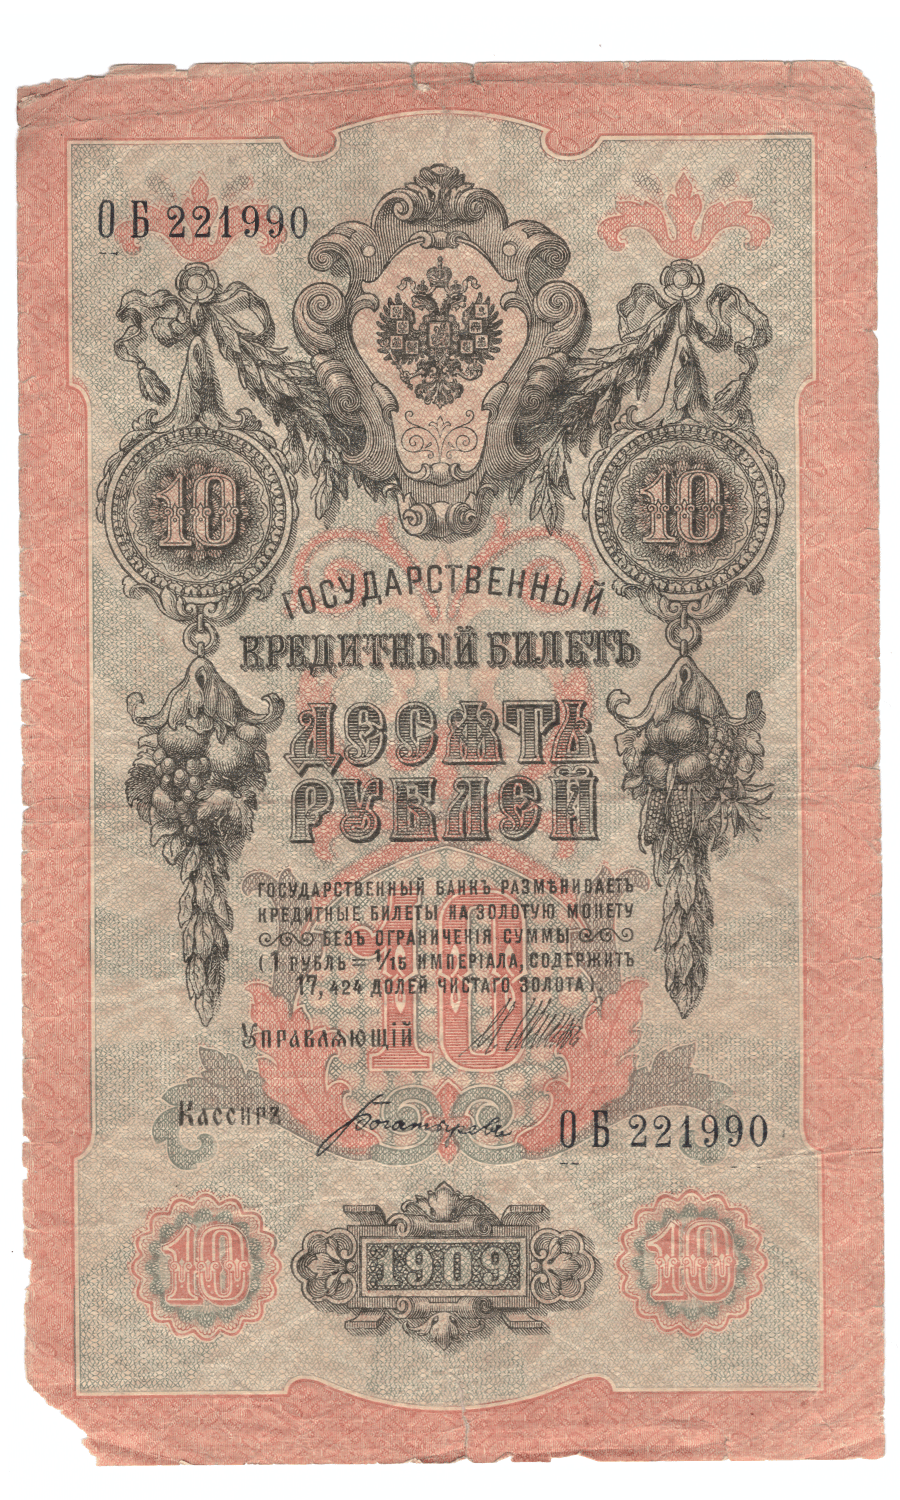 ОБ 221990
10
10
ГОСУДАРСТВЕННЫЙ
КРЕДИТНЫЙ БИЛЕТЪ
ДЕСЯТЬ
РУБЛЕЙ
10
ГОСУДАРСТВЕННЫЙ БАНКЪ РАЗМѢНИВАЕТЪ
КРЕДИТНЫЕ БИЛЕТЫ НА ЗОЛОТУЮ МОНЕТУ
БЕЗЪ ОГРАНИЧЕНІЯ СУММЫ
(1 РУБЛЬ = 1/15 ИМПЕРІАЛА, СОДЕРЖИТЪ
17,424 ДОЛЕЙ ЧИСТАГО ЗОЛОТА).
УПРАВЛЯЮЩІЙ
КАССИРЪ
Богатыревъ
ОБ 221990
10
1909
10